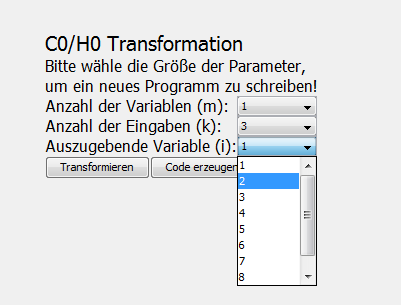 C0/H0 Transformation
Bitte wähle die Größe der Parameter,
um ein neues Programm zu schreiben!
Anzahl der Variablen (m): 1
Anzahl der Eingaben (k): 3
Auszugebende Variable (i): 1
Transformieren Code erzeugen
1
2
3
4
5
6
7
8